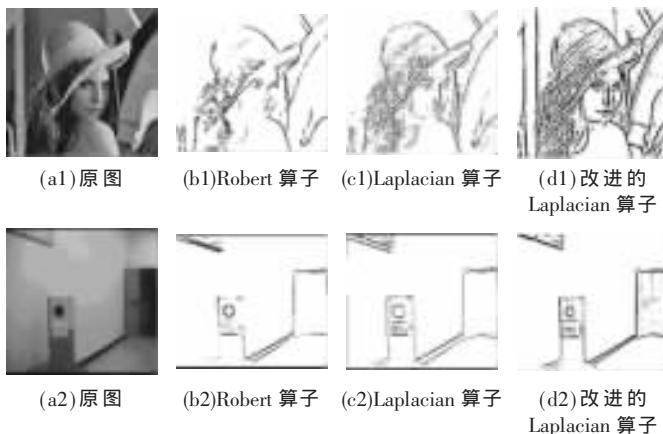 (a1)原图
(b1)Robert 算子
(c1)Laplacian 算子
(d1)改进的
Laplacian 算子
(a2)原图
(b2)Robert 算子
(c2)Laplacian 算子
(d2)改进的
Laplacian 算子